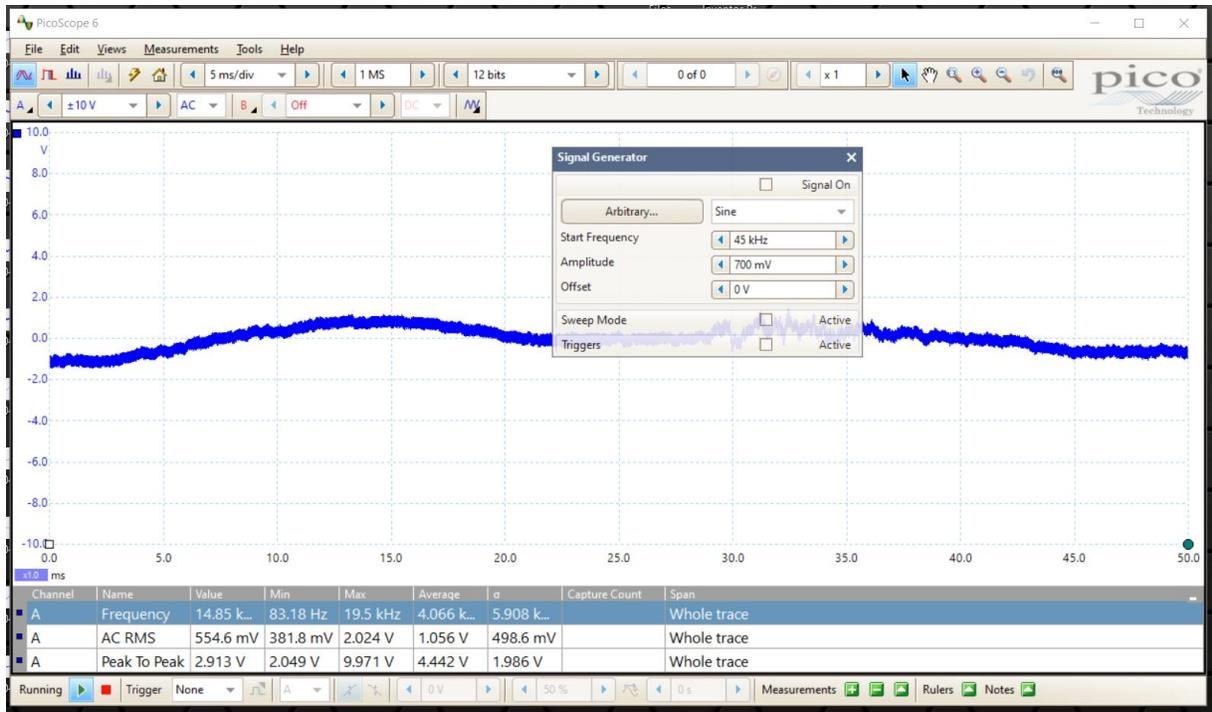 PicoScope 6
File Edit Views Measurements Tools Help
5 ms/div 1 MS 12 bits 0 of 0 x 1
pico
Technology
A ±10 V AC B Off DC
10.0
V
8.0
6.0
4.0
2.0
0.0
-2.0
-4.0
-6.0
-8.0
-10.0
Signal Generator
Signal On
Arbitrary... Sine
Start Frequency 45 kHz
Amplitude 700 mV
Offset 0 V
Sweep Mode Active
Triggers Active
0.0 5.0 10.0 15.0 20.0 25.0 30.0 35.0 40.0 45.0 50.0
x1.0 ms
Channel Name Value Min Max Average σ Capture Count Span
A Frequency 14.85 k... 83.18 Hz 19.5 kHz 4.066 k... 5.908 k... Whole trace
A AC RMS 554.6 mV 381.8 mV 2.024 V 1.056 V 498.6 mV Whole trace
A Peak To Peak 2.913 V 2.049 V 9.971 V 4.442 V 1.986 V Whole trace
Running Trigger None A 0 V 50 % 0 s Measurements Rulers Notes